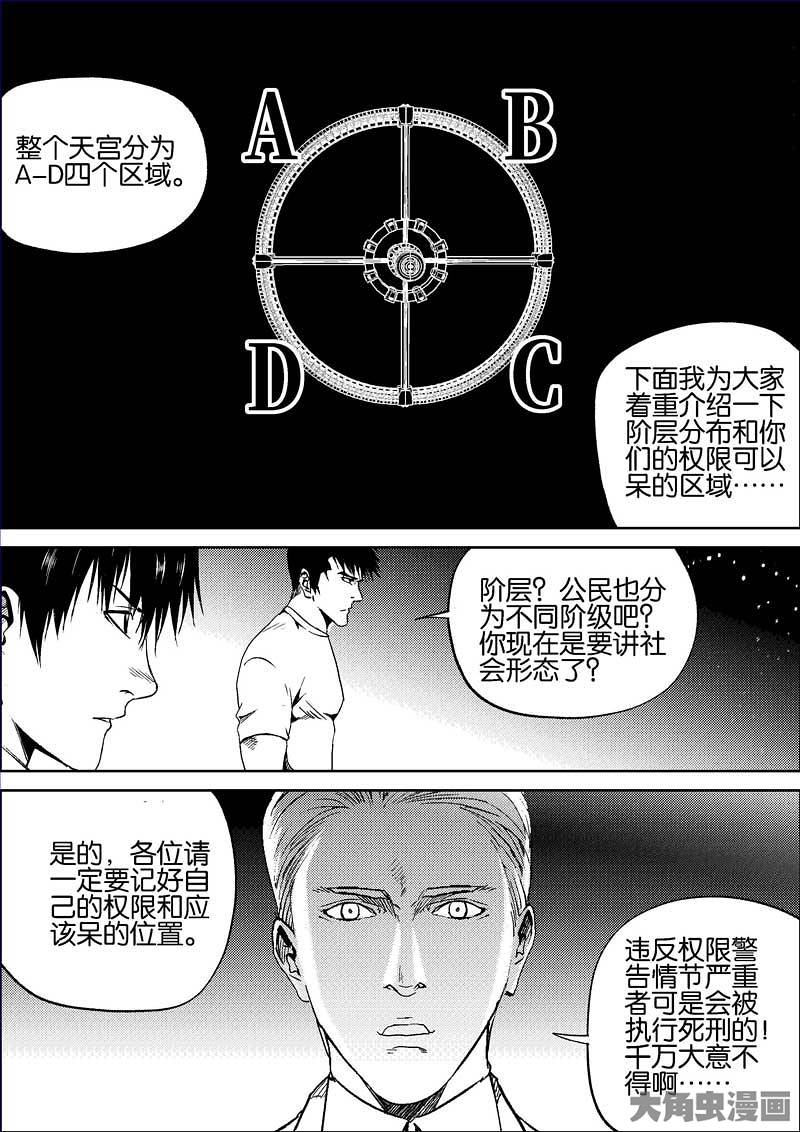 整个天宫分为
A-D四个区域。
A
B
D
C
下面我为大家
着重介绍一下
阶层分布和你
们的权限可以
呆的区域……
阶层？公民也分
为不同阶级吧？
你现在是要讲社
会形态了？
是的，各位请
一定要记好自
己的权限和应
该呆的位置。
违反权限警
告情节严重
者可是会被
执行死刑的！
千万大意不
得啊……
大角虫漫画